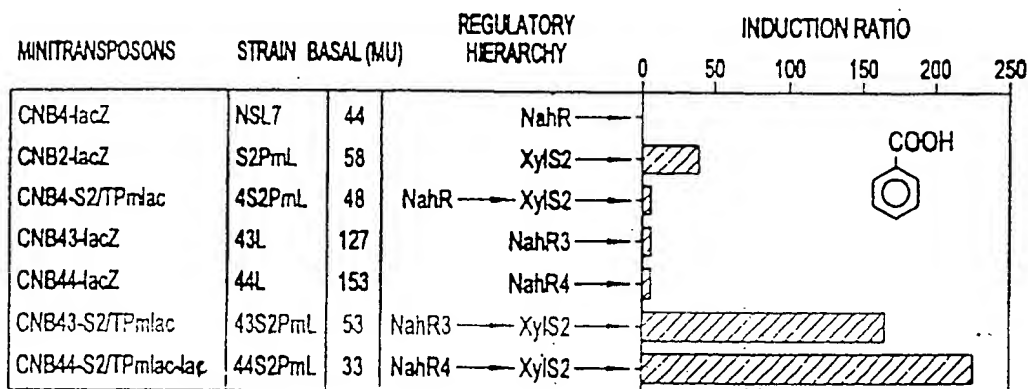 MINITRANSPOSONS STRAIN BASAL (MU) REGULATORY HIERARCHY INDUCTION RATIO
0 50 100 150 200 250
CNB4-lacZ NSL7 44 NahR
CNB2-lacZ S2PmL 58 XylS2
CNB4-S2/TPmlac 4S2PmL 48 NahR XylS2
CNB43-lacZ 43L 127 NahR3
CNB44-lacZ 44L 153 NahR4
CNB43-S2/TPmlac 43S2PmL 53 NahR3 XylS2
CNB44-S2/TPmlac-lac 44S2PmL 33 NahR4 XylS2
COOH